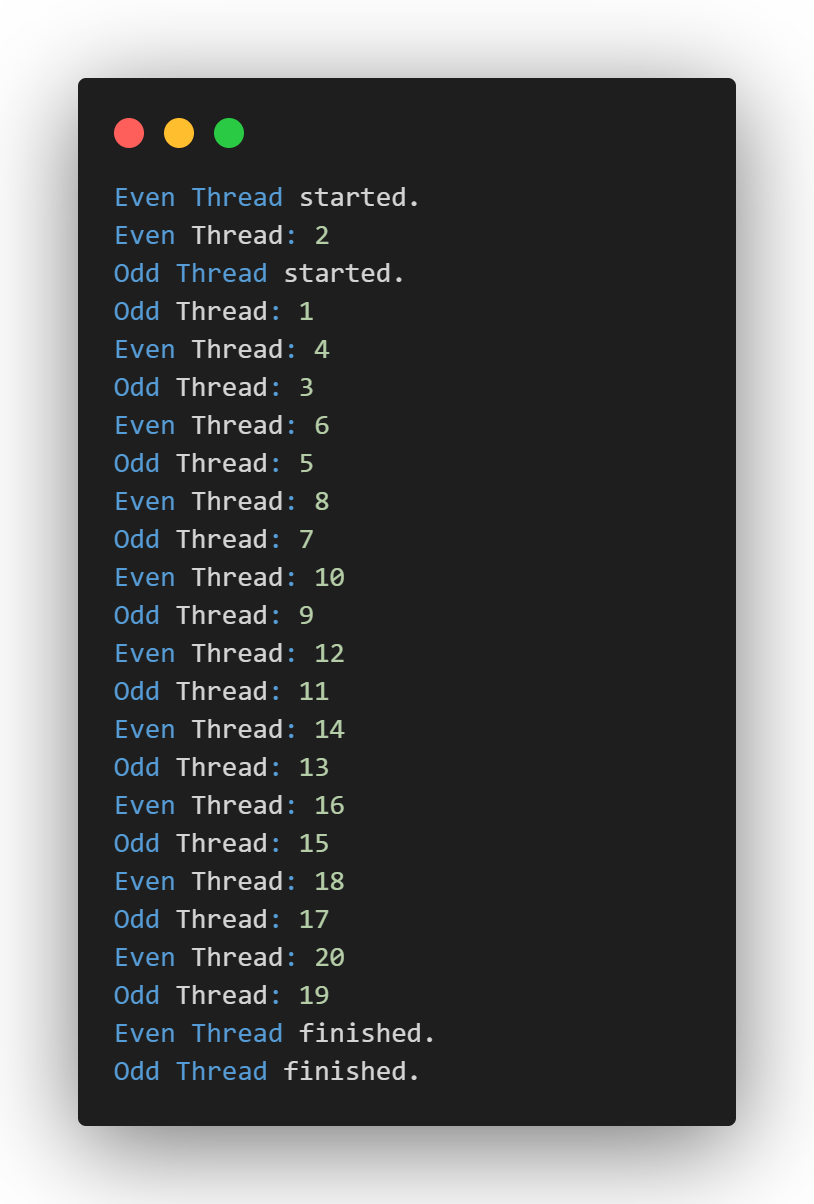 Even Thread started.
Even Thread: 2
Odd Thread started.
Odd Thread: 1
Even Thread: 4
Odd Thread: 3
Even Thread: 6
Odd Thread: 5
Even Thread: 8
Odd Thread: 7
Even Thread: 10
Odd Thread: 9
Even Thread: 12
Odd Thread: 11
Even Thread: 14
Odd Thread: 13
Even Thread: 16
Odd Thread: 15
Even Thread: 18
Odd Thread: 17
Even Thread: 20
Odd Thread: 19
Even Thread finished.
Odd Thread finished.